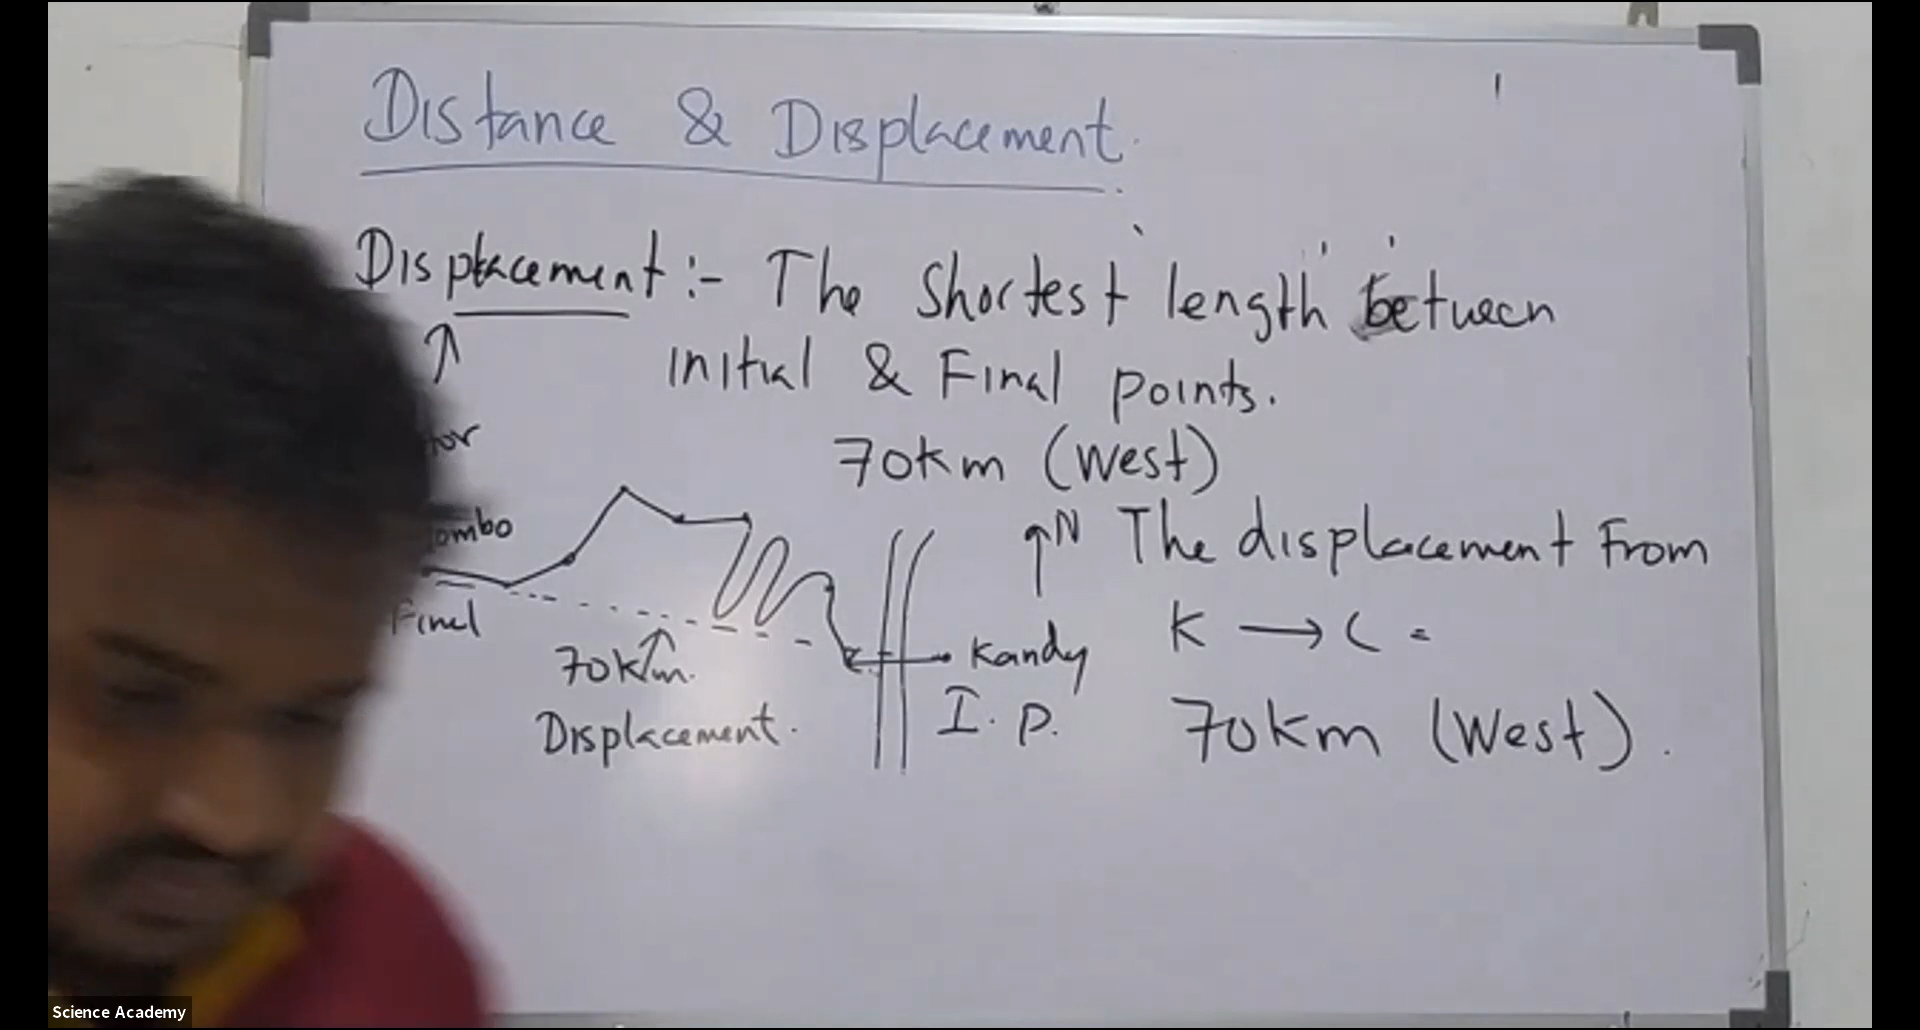 Distance & Displacement.
Displacement :- The Shortest length between
initial & Final points.
70km (West)
↑N The displacement From
K → C =
70km (West).
Final
70km.
Displacement.
Kandy
I. P.
Science Academy